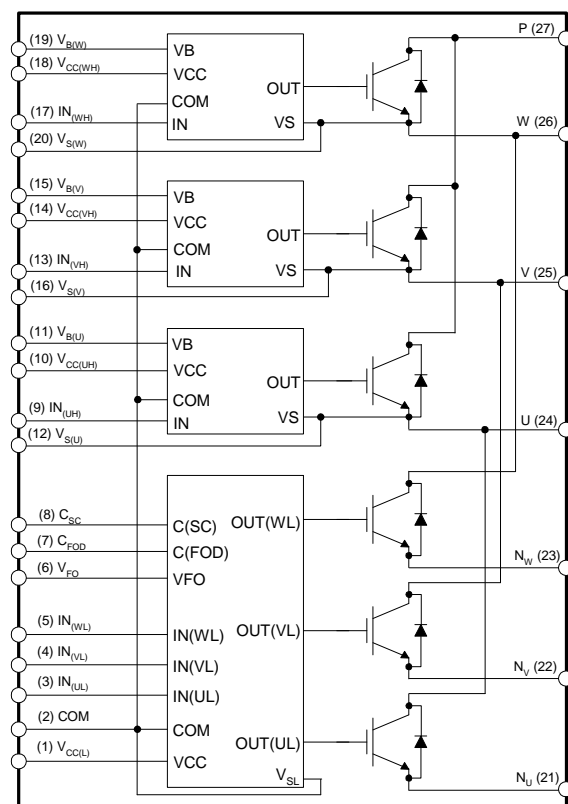 (19) VB(W)
(18) VCC(WH)
(17) IN(WH)
(20) VS(W)
VB
VCC
COM
IN
OUT
VS
P (27)
W (26)
(15) VB(V)
(14) VCC(VH)
(13) IN(VH)
(16) VS(V)
VB
VCC
COM
IN
OUT
VS
V (25)
(11) VB(U)
(10) VCC(UH)
(9) IN(UH)
(12) VS(U)
VB
VCC
COM
IN
OUT
VS
U (24)
(8) CSC
(7) CFOD
(6) VFO
(5) IN(WL)
(4) IN(VL)
(3) IN(UL)
(2) COM
(1) VCC(L)
C(SC)
C(FOD)
VFO
IN(WL)
IN(VL)
IN(UL)
COM
VCC
OUT(WL)
OUT(VL)
OUT(UL)
VSL
NW (23)
NV (22)
NU (21)